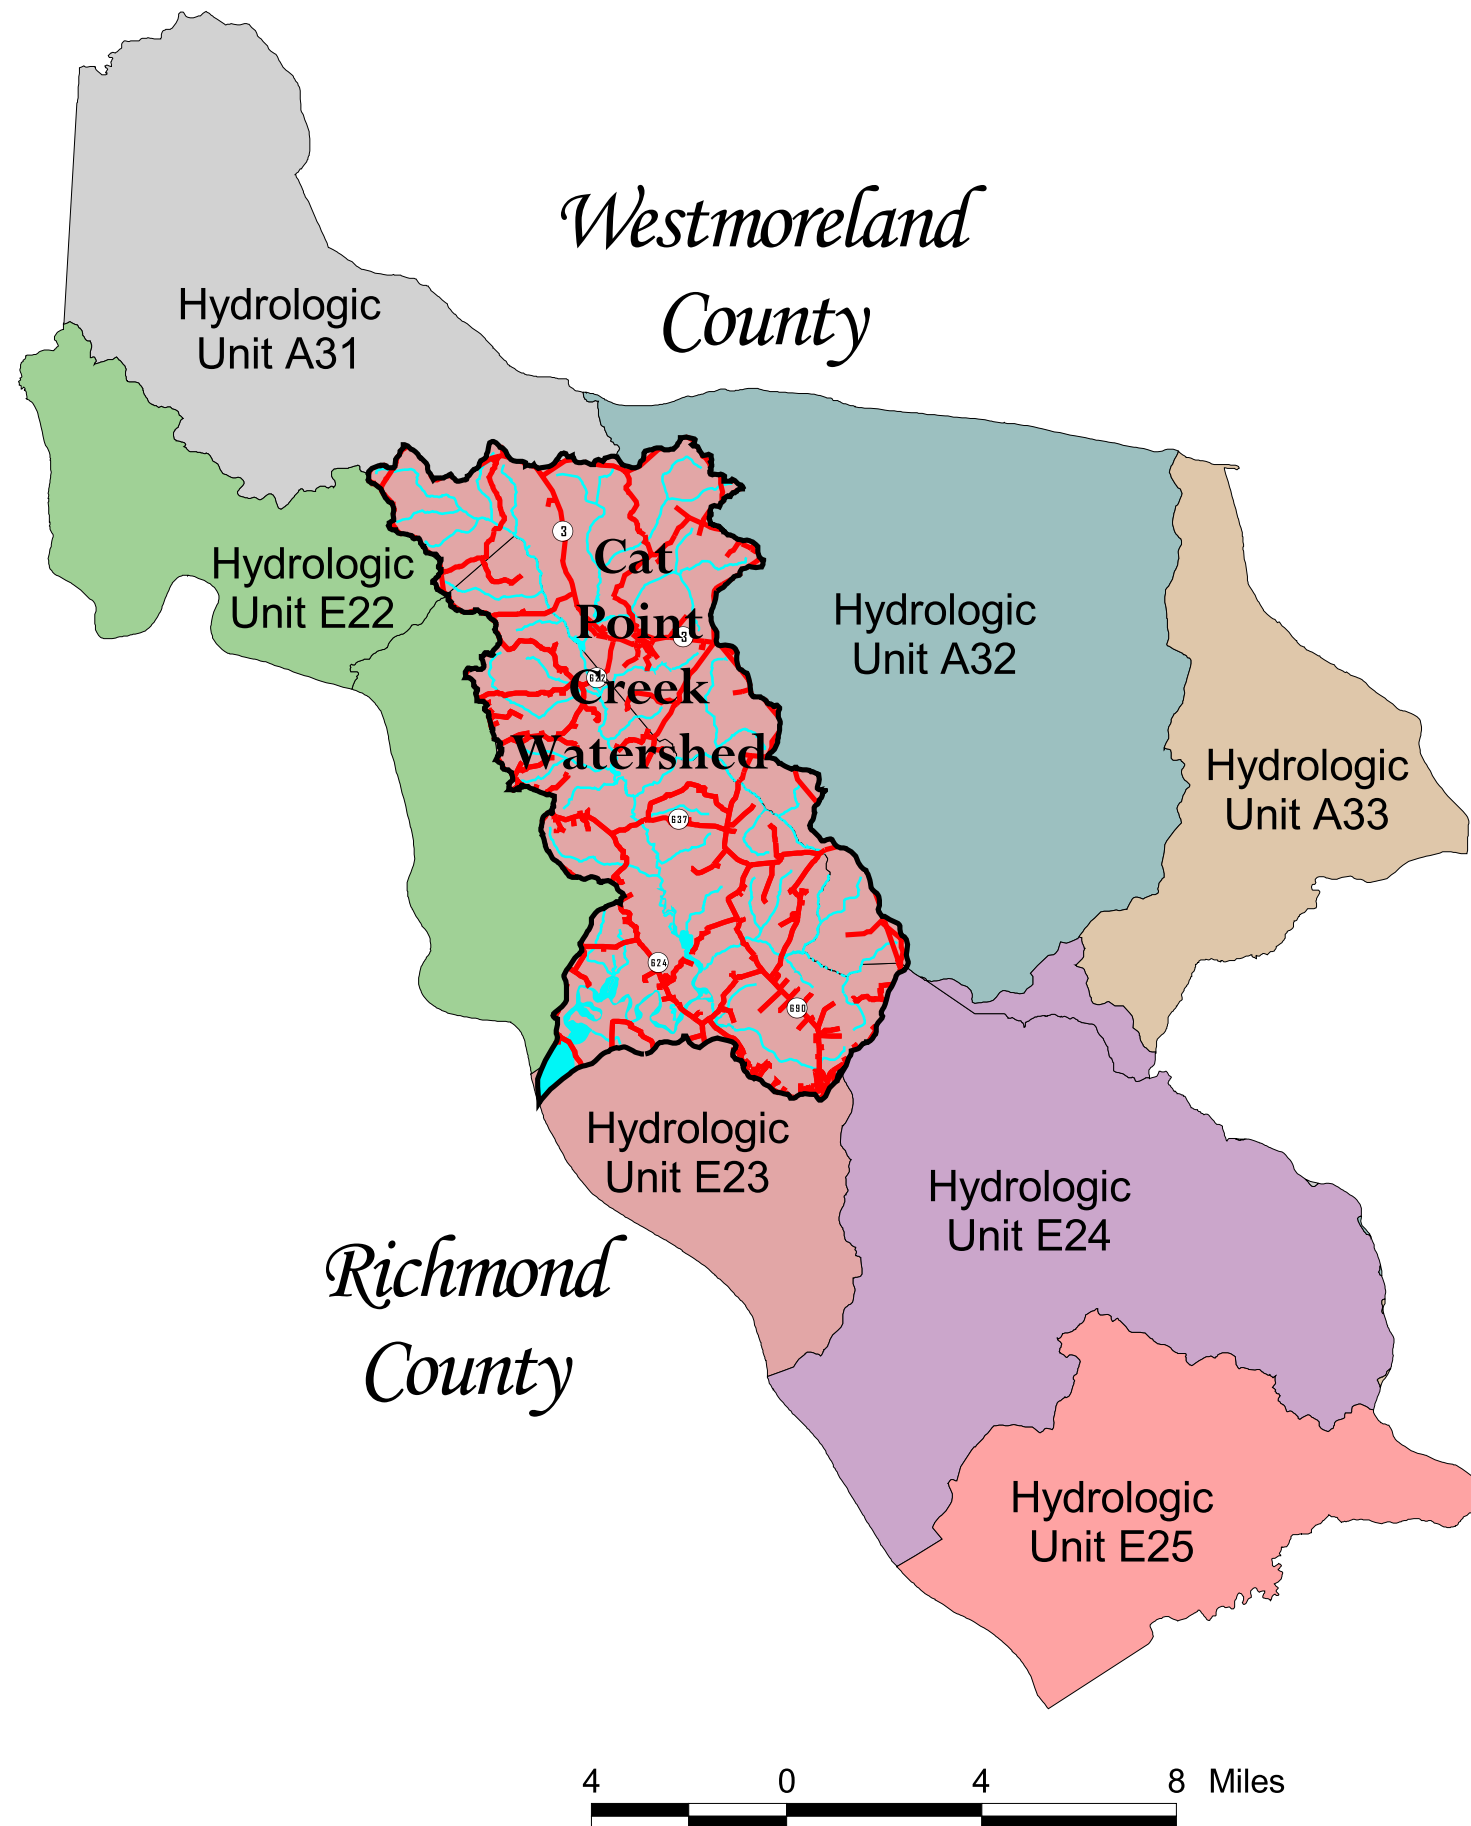 Westmoreland
County
Hydrologic
Unit A31
3
Cat
Hydrologic
Unit E22
Point
3
Hydrologic
Unit A32
622
Creek
Watershed
Hydrologic
Unit A33
637
624
690
Hydrologic
Unit E23
Hydrologic
Unit E24
Richmond
County
Hydrologic
Unit E25
4 0 4 8 Miles